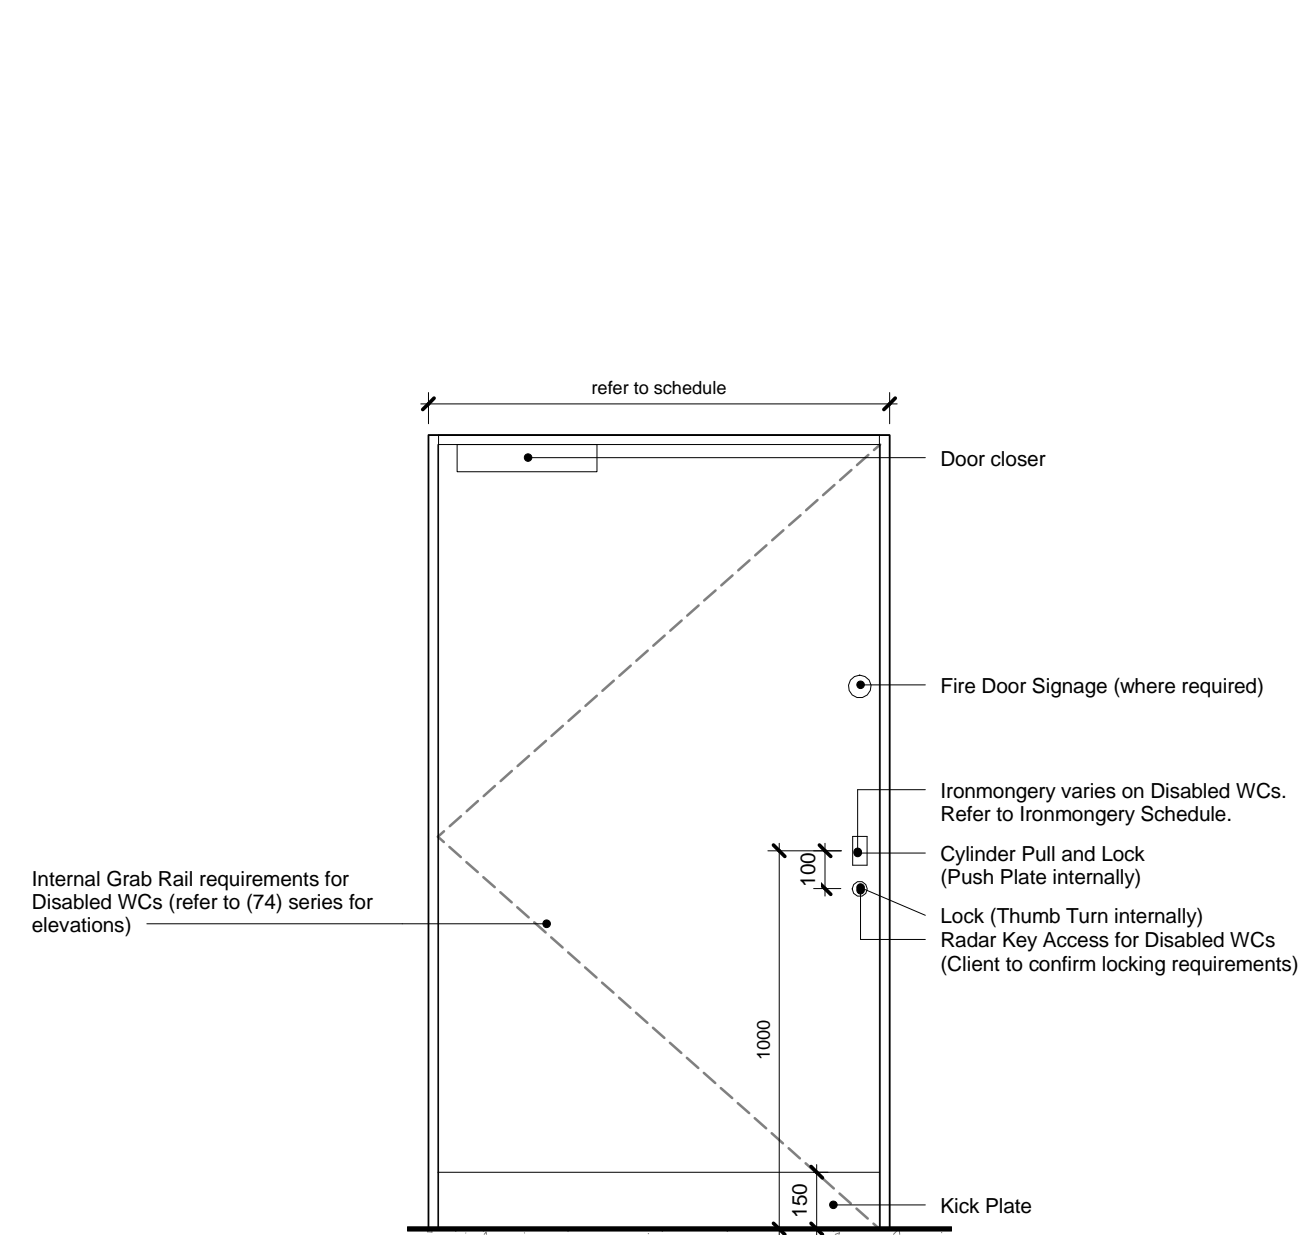 refer to schedule
Door closer
Fire Door Signage (where required)
Ironmongery varies on Disabled WCs.
Refer to Ironmongery Schedule.
Cylinder Pull and Lock
(Push Plate internally)
100
Internal Grab Rail requirements for
Disabled WCs (refer to (74) series for
elevations)
Lock (Thumb Turn internally)
Radar Key Access for Disabled WCs
(Client to confirm locking requirements)
1000
150
Kick Plate